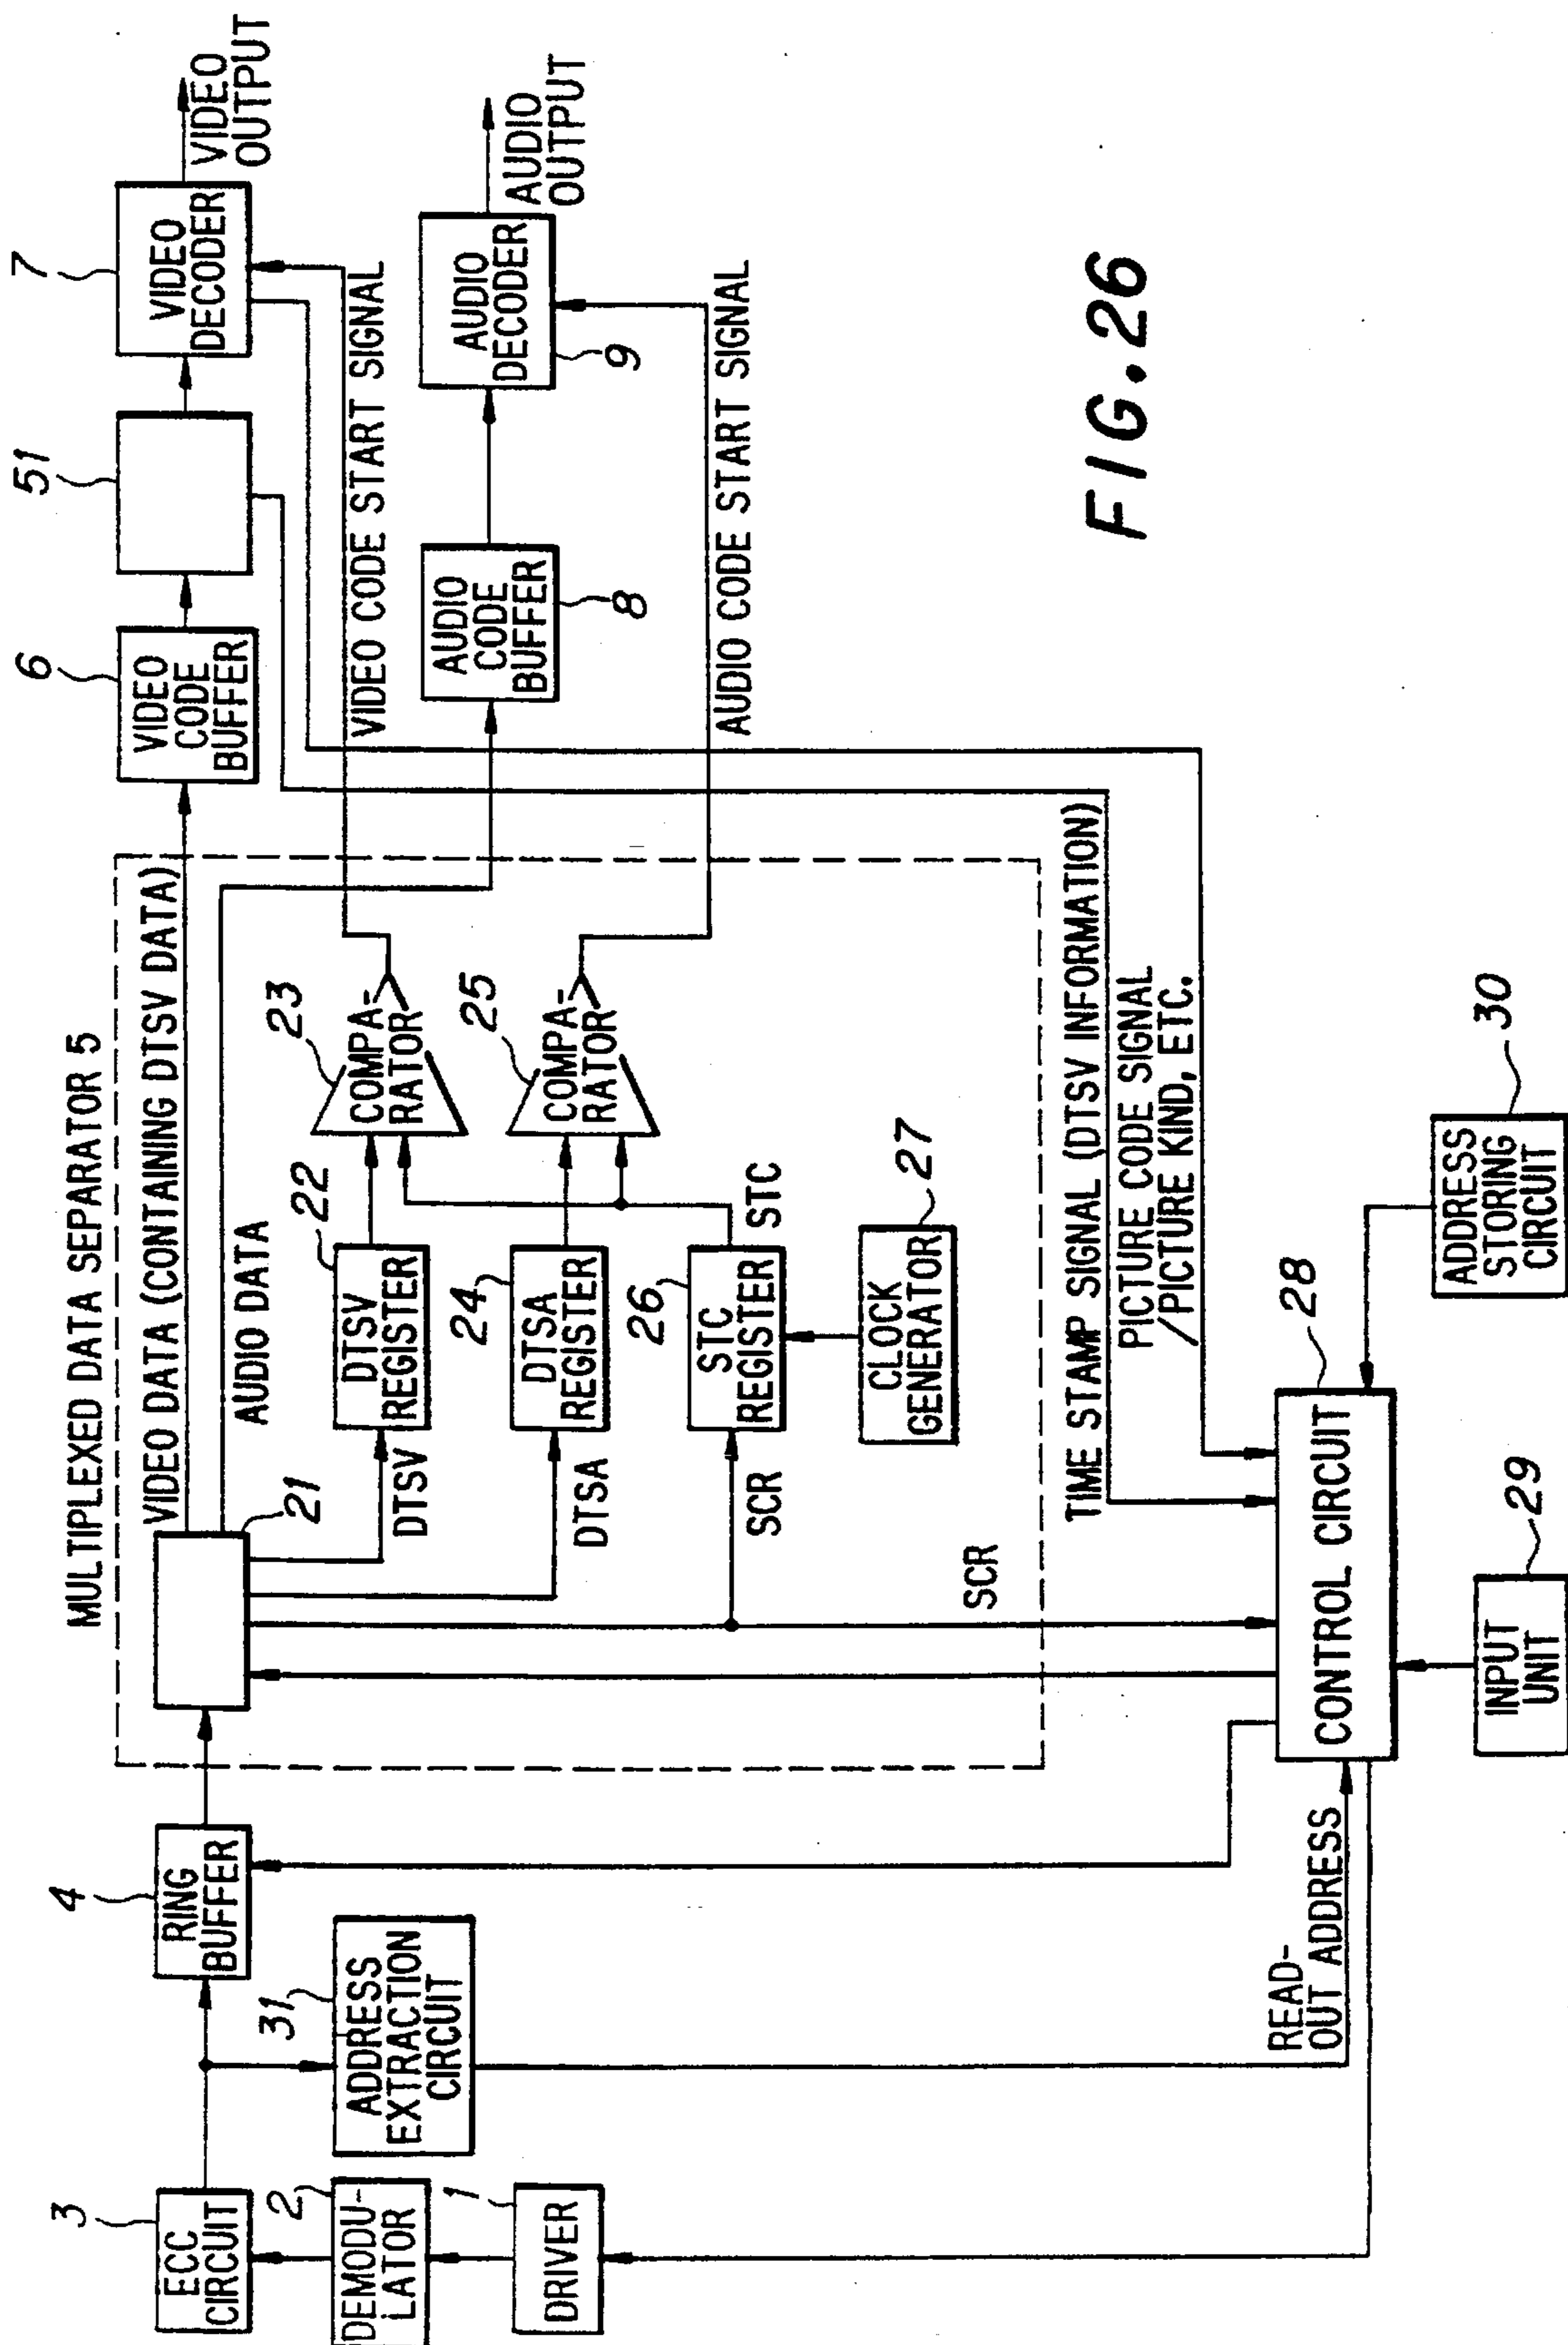 3
ECC
CIRCUIT
2
DEMODU-
LATOR
1
DRIVER
31
ADDRESS
EXTRACTION
CIRCUIT
4
RING
BUFFER
MULTIPLEXED DATA SEPARATOR 5
VIDEO DATA (CONTAINING DTSV DATA)
AUDIO DATA
21
DTSV
22
DTSV
REGISTER
23
COMPA-
RATOR
DTSA
24
DTSA
REGISTER
25
COMPA-
RATOR
SCR
26
STC
REGISTER
STC
27
CLOCK
GENERATOR
SCR
6
VIDEO
CODE
BUFFER
51
7
VIDEO
DECODER
VIDEO
OUTPUT
VIDEO CODE START SIGNAL
AUDIO
CODE
BUFFER
8
AUDIO
DECODER
9
AUDIO
OUTPUT
AUDIO CODE START SIGNAL
TIME STAMP SIGNAL (DTSV INFORMATION)
PICTURE CODE SIGNAL
/PICTURE KIND, ETC.
READ-
OUT ADDRESS
28
CONTROL CIRCUIT
29
INPUT
UNIT
30
ADDRESS
STORING
CIRCUIT
FIG.26